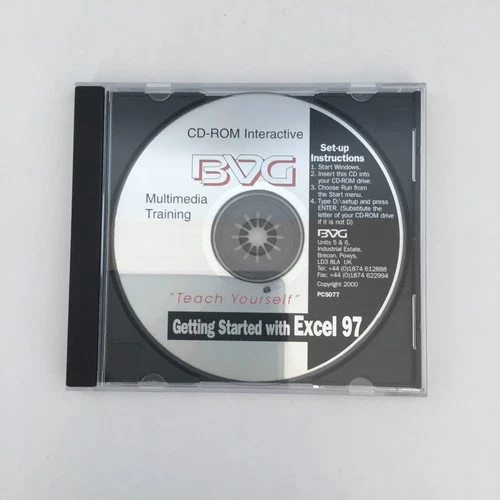 CD-ROM Interactive
BVG
Multimedia
Training
"Teach Yourself"
Getting Started with Excel 97
Set-up
Instructions
1. Start Windows.
2. Insert this CD into
your CD-ROM drive.
3. Choose Run from
the Start menu.
4. Type D:\setup and press
ENTER. (Substitute the
letter of your CD-ROM drive
if it is not D)
BVG
Units 5 & 6,
Industrial Estate,
Brecon, Powys,
LD3 8LA UK
Tel: +44 (0)1874 612888
Fax: +44 (0)1874 622994
Copyright 2000
PCS077